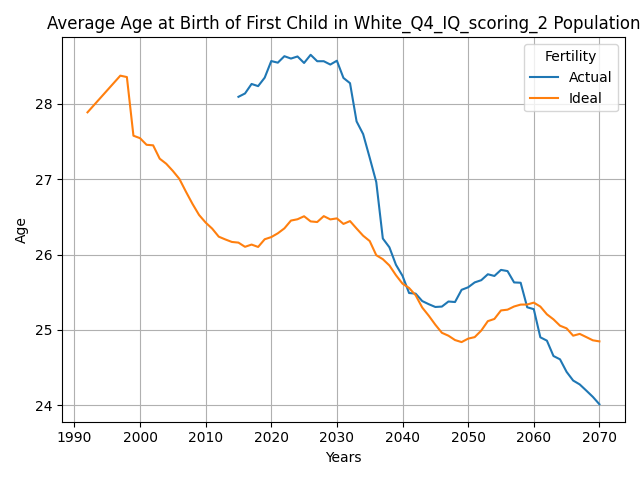 Average Age at Birth of First Child in White_Q4_IQ_scoring_2 Population
Fertility
Actual
Ideal
Age
28
27
26
25
24
1990
2000
2010
2020
2030
2040
2050
2060
2070
Years